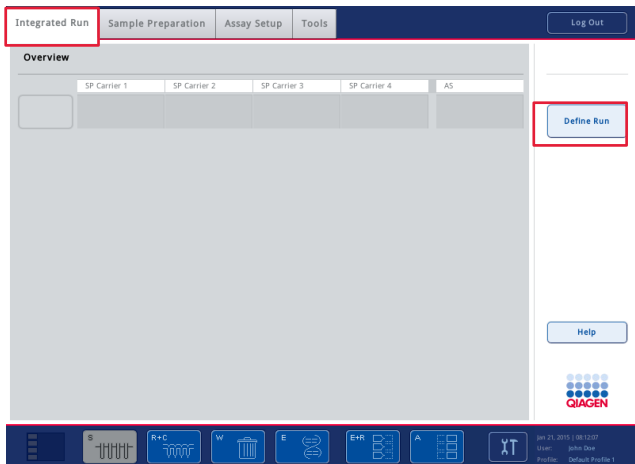 Integrated Run Sample Preparation Assay Setup Tools Log Out
Overview
SP Carrier 1 SP Carrier 2 SP Carrier 3 SP Carrier 4 AS
Define Run
Help
QIAGEN
S R+C W E E+R A
Jan 21, 2015 | 08:12:07
User: John Doe
Profile: Default Profile 1